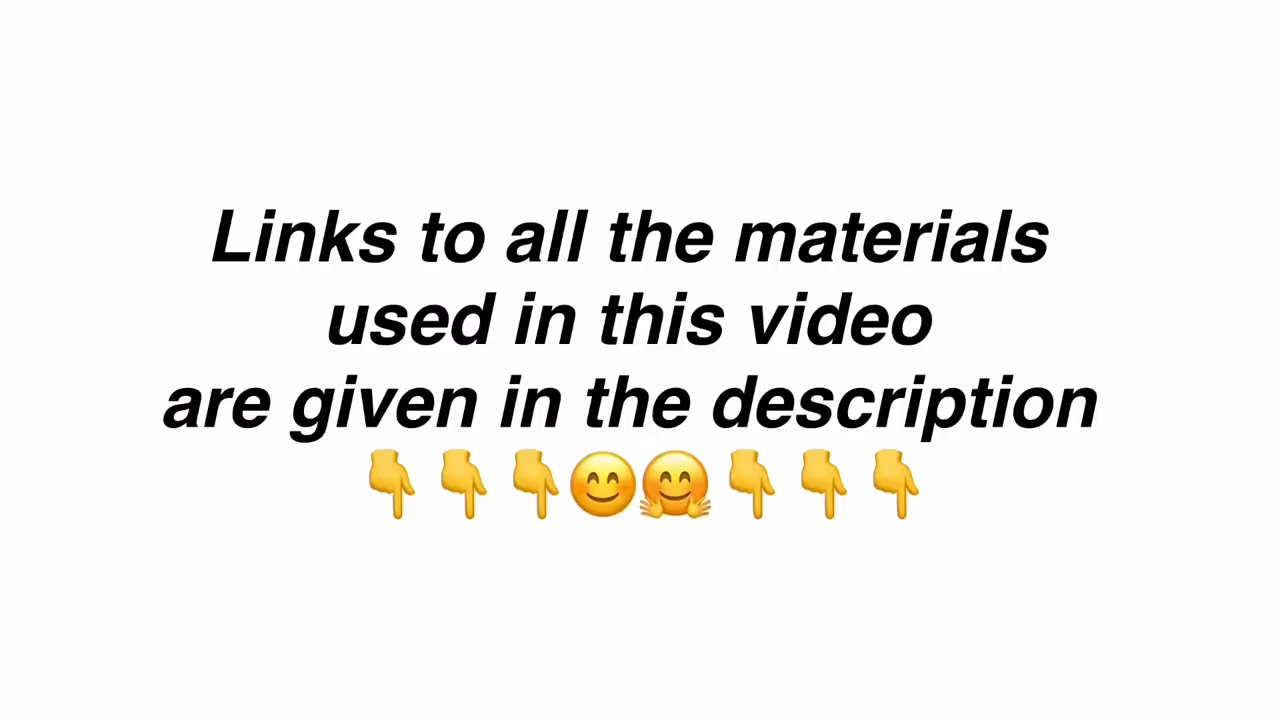 Links to all the materials
used in this video
are given in the description
👇👇👇😊🤗👇👇👇